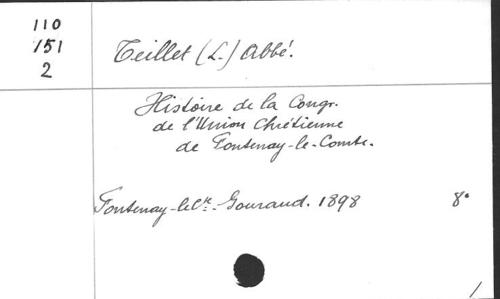 110
151
2
Teillet (L.) Abbé.
Histoire de la Congr.
de l'Union Chrétienne
de Fontenay-le-Comte.
Fontenay-le Cte. Gouraud. 1898 8°